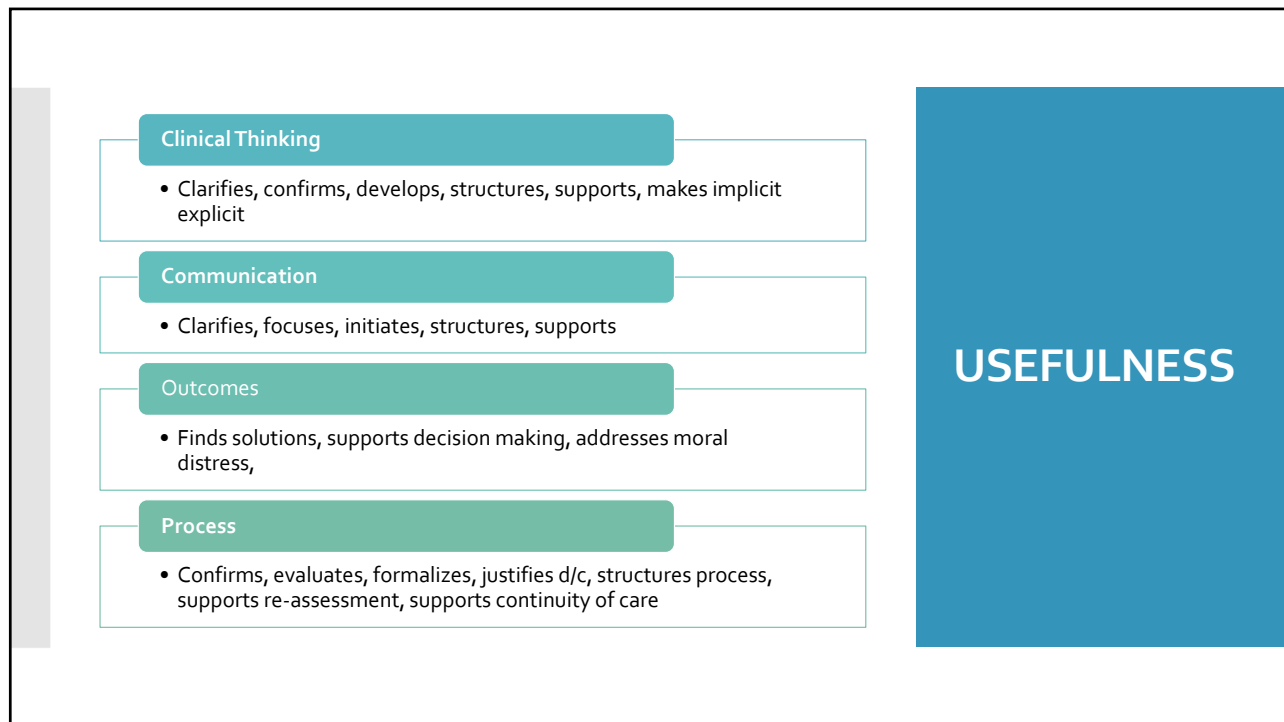 Clinical Thinking
• Clarifies, confirms, develops, structures, supports, makes implicit
explicit
Communication
• Clarifies, focuses, initiates, structures, supports
Outcomes
• Finds solutions, supports decision making, addresses moral
distress,
Process
• Confirms, evaluates, formalizes, justifies d/c, structures process,
supports re-assessment, supports continuity of care
USEFULNESS